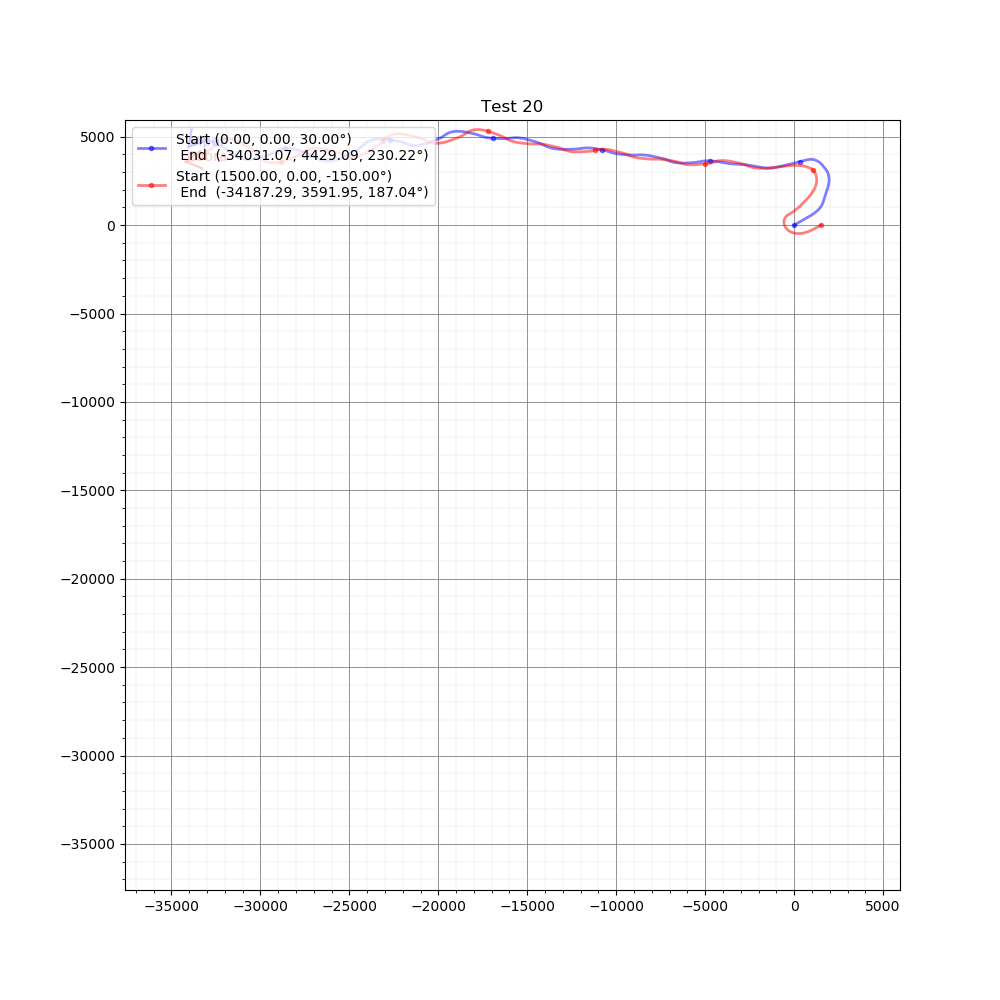 Test 20
Start (0.00, 0.00, 30.00°)
End (-34031.07, 4429.09, 230.22°)
Start (1500.00, 0.00, -150.00°)
End (-34187.29, 3591.95, 187.04°)
5000
0
−5000
−10000
−15000
−20000
−25000
−30000
−35000
−35000 −30000 −25000 −20000 −15000 −10000 −5000 0 5000